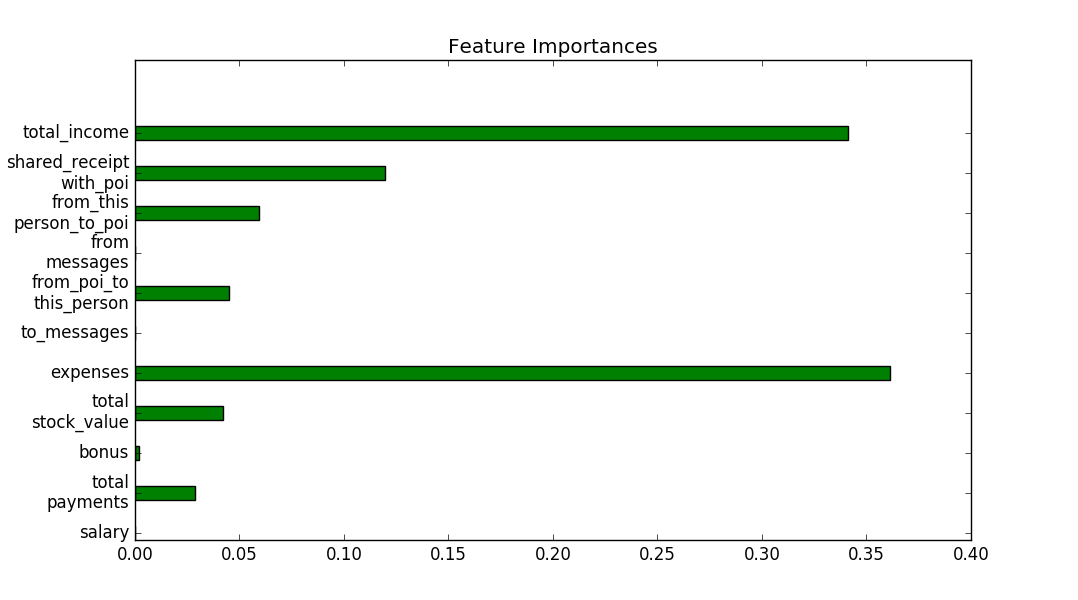 Feature Importances
total_income
shared_receipt
with_poi
from_this
person_to_poi
from
messages
from_poi_to
this_person
to_messages
expenses
total
stock_value
bonus
total
payments
salary
0.00 0.05 0.10 0.15 0.20 0.25 0.30 0.35 0.40